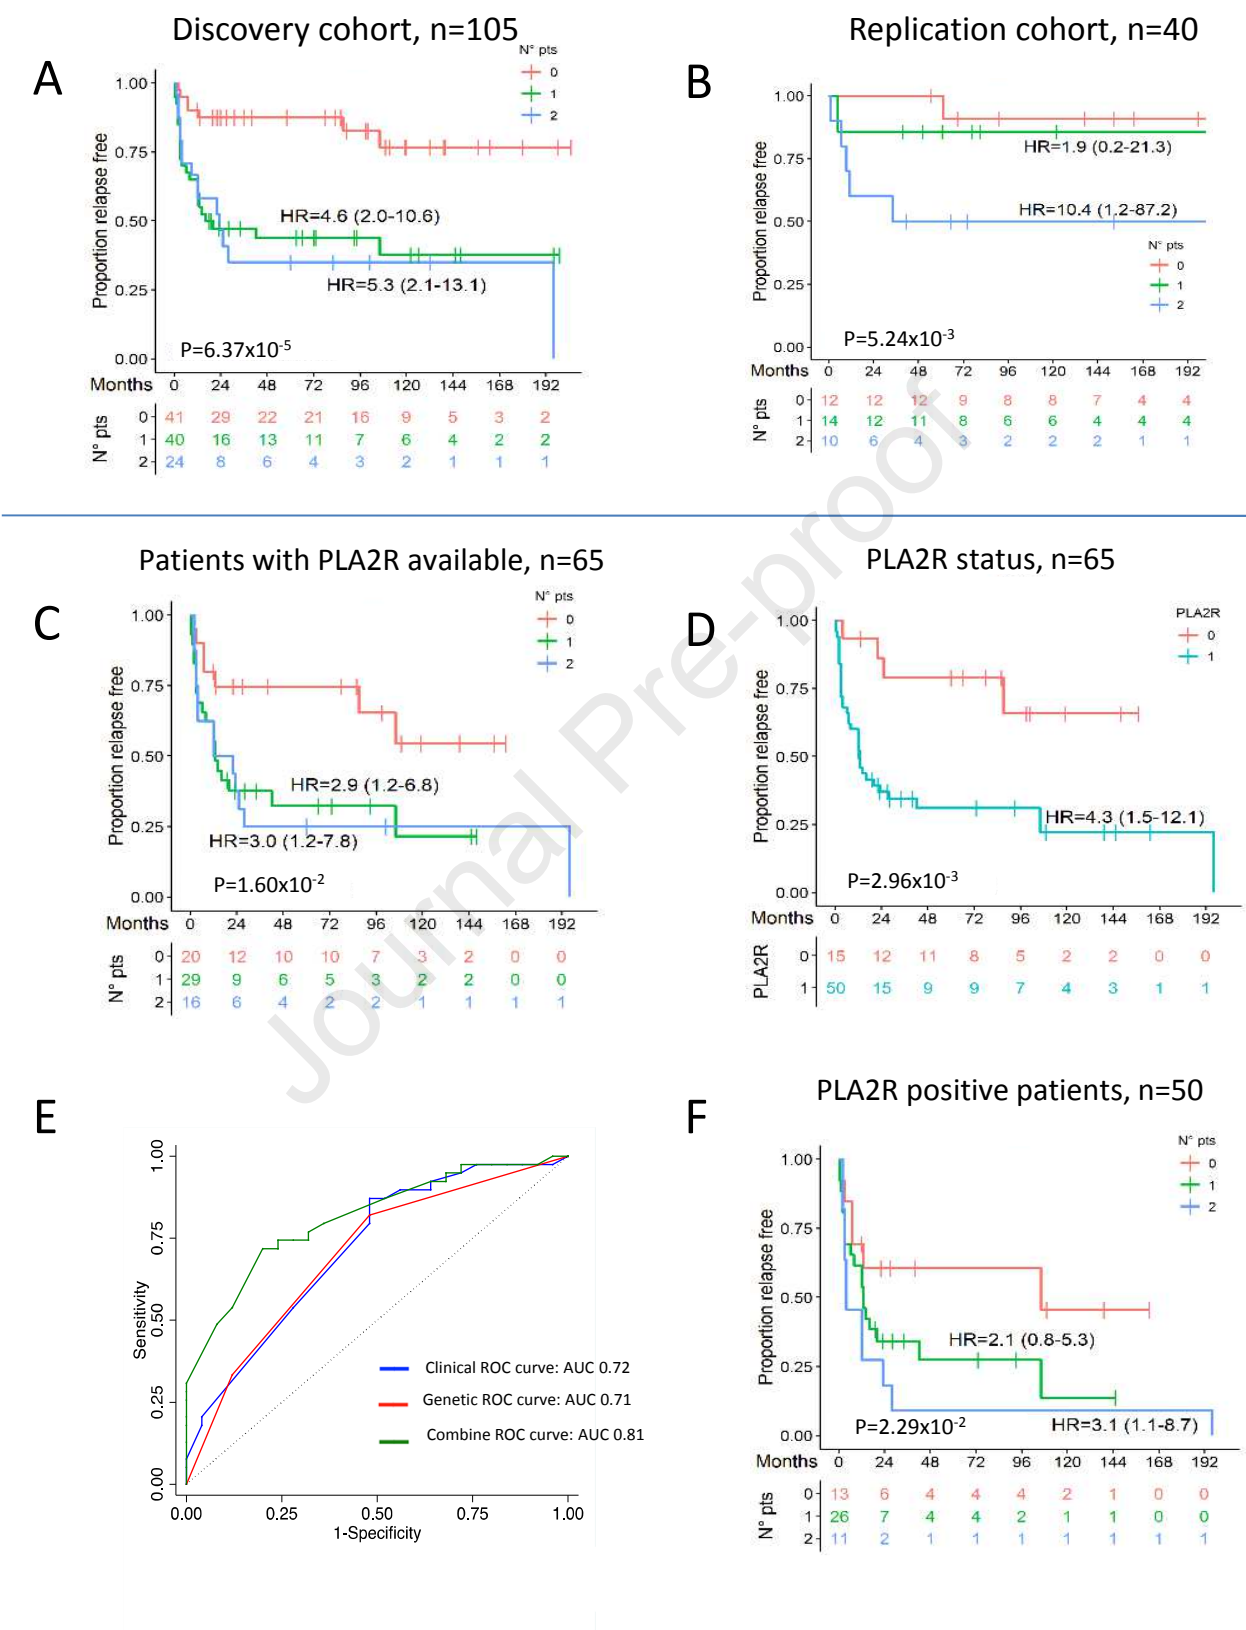 Discovery cohort, n=105
A
N° pts
0
1
2
Proportion relapse free
1.00
0.75
0.50
0.25
0.00
HR=4.6 (2.0-10.6)
HR=5.3 (2.1-13.1)
P=6.37x10-5
Months 0 24 48 72 96 120 144 168 192
N° pts
0 41 29 22 21 16 9 5 3 2
1 40 16 13 11 7 6 4 2 2
2 24 8 6 4 3 2 1 1 1
Replication cohort, n=40
B
Proportion relapse free
1.00
0.75
0.50
0.25
0.00
HR=1.9 (0.2-21.3)
HR=10.4 (1.2-87.2)
N° pts
0
1
2
P=5.24x10-3
Months 0 24 48 72 96 120 144 168 192
N° pts
0 12 12 12 9 8 8 7 4 4
1 14 12 11 8 6 6 4 4 4
2 10 6 4 3 2 2 2 1 1
Patients with PLA2R available, n=65
C
N° pts
0
1
2
Proportion relapse free
1.00
0.75
0.50
0.25
0.00
HR=2.9 (1.2-6.8)
HR=3.0 (1.2-7.8)
P=1.60x10-2
Months 0 24 48 72 96 120 144 168 192
N° pts
0 20 12 10 10 7 3 2 0 0
1 29 9 6 5 3 2 2 0 0
2 16 6 4 2 2 1 1 1 1
PLA2R status, n=65
D
PLA2R
0
1
Proportion relapse free
1.00
0.75
0.50
0.25
0.00
HR=4.3 (1.5-12.1)
P=2.96x10-3
Months 0 24 48 72 96 120 144 168 192
PLA2R
0 15 12 11 8 5 2 2 0 0
1 50 15 9 9 7 4 3 1 1
E
Sensitivity
1.00
0.75
0.50
0.25
0.00
Clinical ROC curve: AUC 0.72
Genetic ROC curve: AUC 0.71
Combine ROC curve: AUC 0.81
0.00 0.25 0.50 0.75 1.00
1-Specificity
PLA2R positive patients, n=50
F
N° pts
0
1
2
Proportion relapse free
1.00
0.75
0.50
0.25
0.00
HR=2.1 (0.8-5.3)
P=2.29x10-2
HR=3.1 (1.1-8.7)
Months 0 24 48 72 96 120 144 168 192
N° pts
0 13 6 4 4 4 2 1 0 0
1 26 7 4 4 2 1 1 0 0
2 11 2 1 1 1 1 1 1 1
Journal Pre-proof